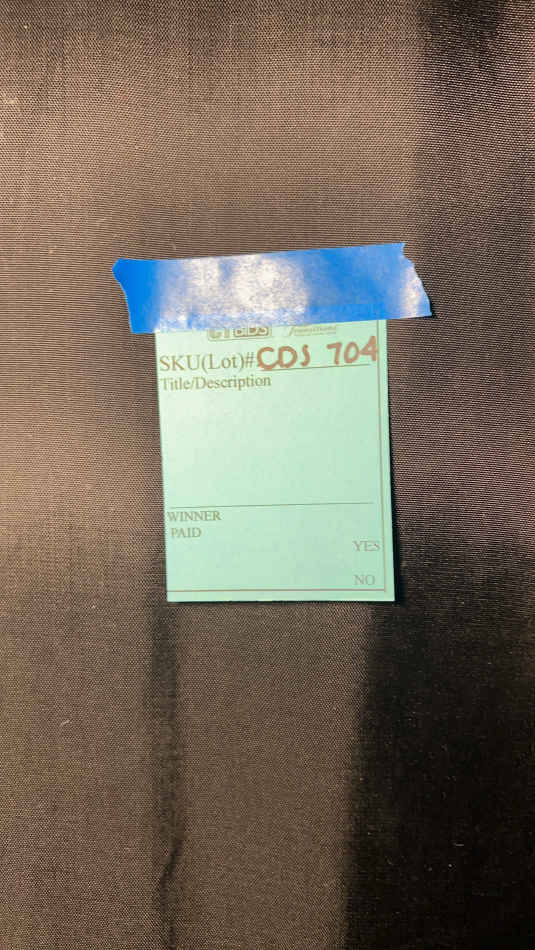 SKU(Lot)#CDS 704
Title/Description
WINNER
PAID
YES
NO